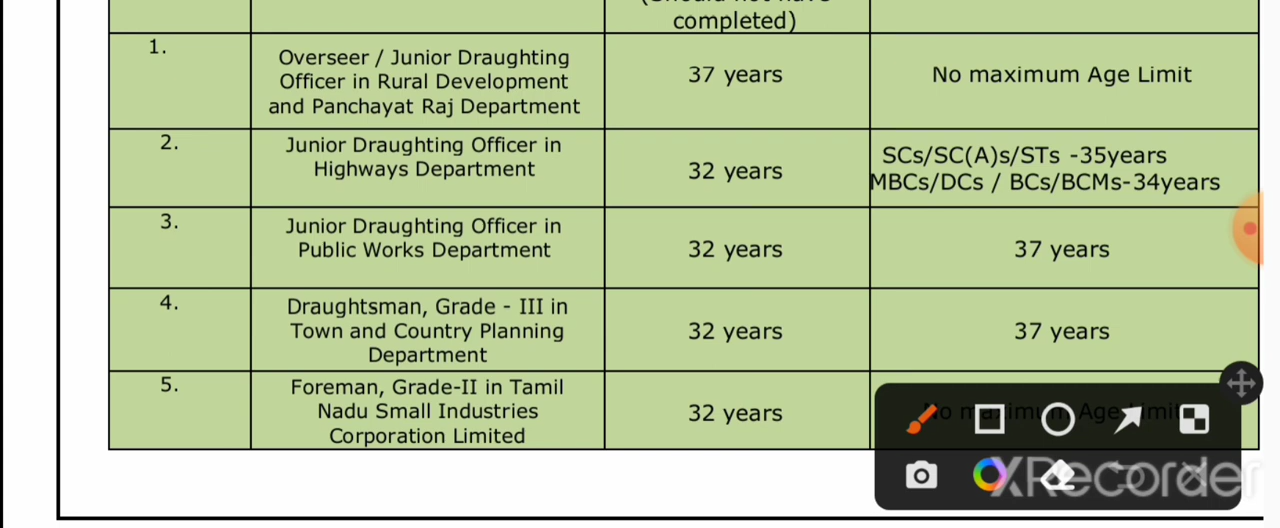 completed)
1.
Overseer / Junior Draughting
Officer in Rural Development
and Panchayat Raj Department
37 years
No maximum Age Limit
2.
Junior Draughting Officer in
Highways Department
32 years
SCs/SC(A)s/STs -35years
MBCs/DCs / BCs/BCMs-34years
3.
Junior Draughting Officer in
Public Works Department
32 years
37 years
4.
Draughtsman, Grade - III in
Town and Country Planning
Department
32 years
37 years
5.
Foreman, Grade-II in Tamil
Nadu Small Industries
Corporation Limited
32 years
No maximum Age Limit
XRecorder